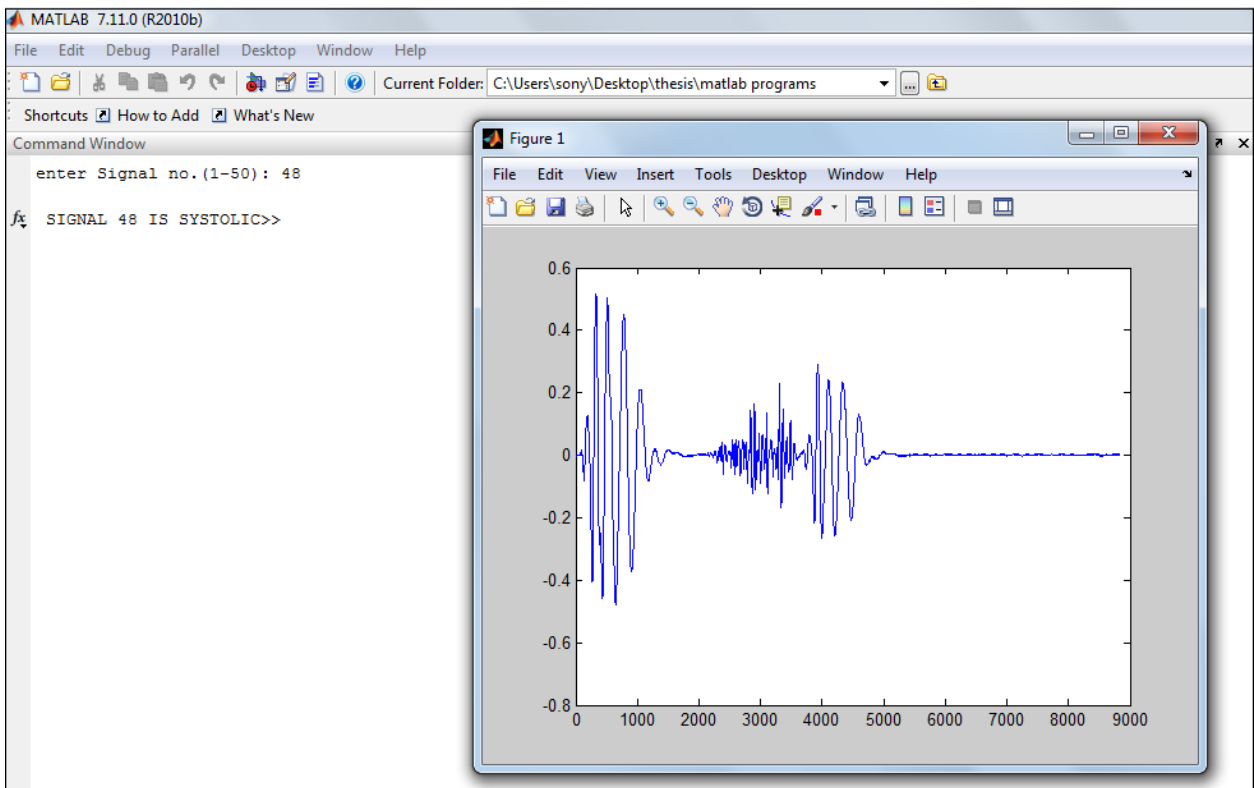 MATLAB 7.11.0 (R2010b)
File Edit Debug Parallel Desktop Window Help
Current Folder: C:\Users\sony\Desktop\thesis\matlab programs
...
Shortcuts How to Add What's New
Command Window
enter Signal no.(1-50): 48
fx SIGNAL 48 IS SYSTOLIC>>
Figure 1
File Edit View Insert Tools Desktop Window Help
0.6
0.4
0.2
0
-0.2
-0.4
-0.6
-0.8
0 1000 2000 3000 4000 5000 6000 7000 8000 9000